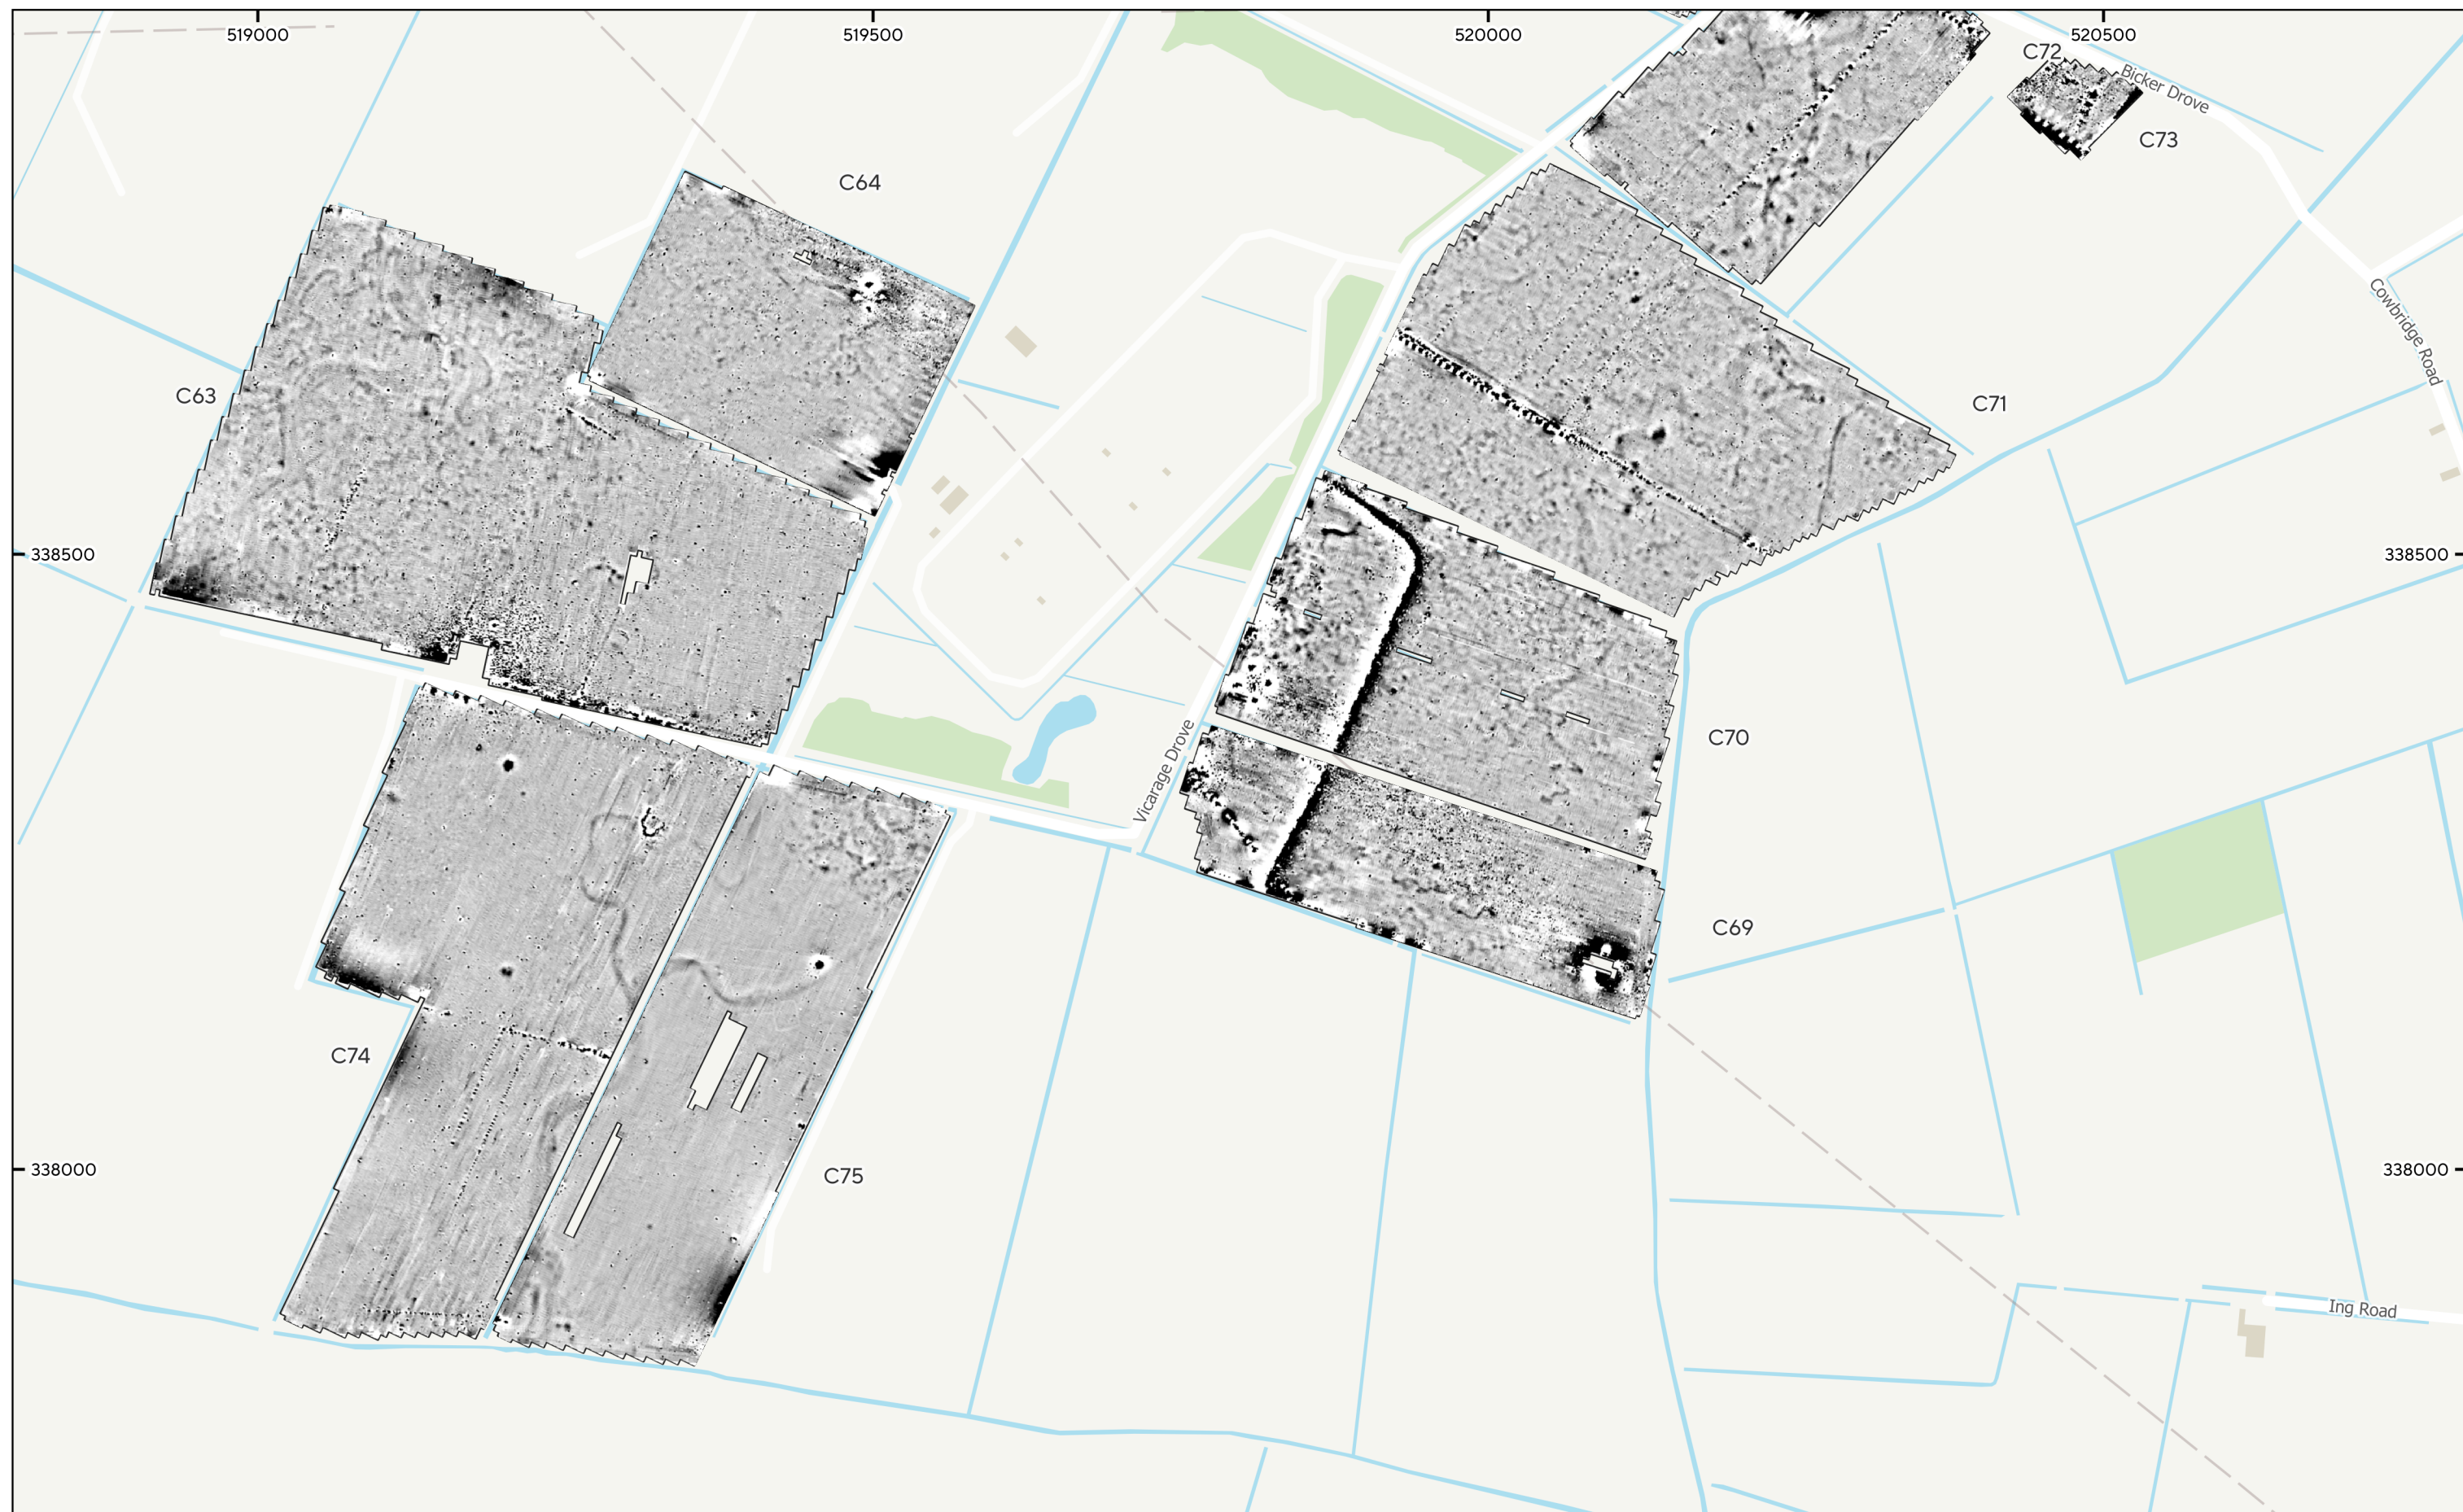 519000
519500
520000
520500
C72
Bicker Drove
C73
C64
Cowbridge Road
C63
C71
338500
338500
Vicarage Drove
C70
C69
C74
C75
338000
338000
Ing Road